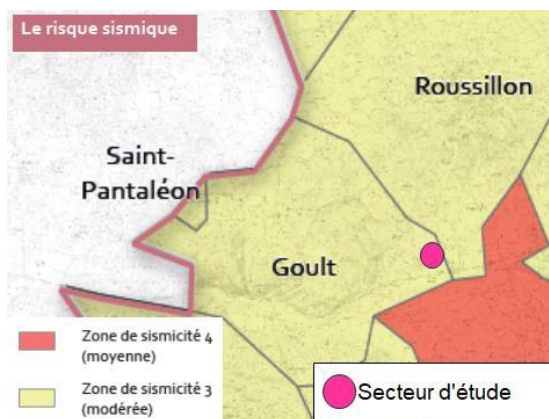 Le risque sismique
Roussillon
Saint-
Pantaléon
Goult
Zone de sismicité 4
(moyenne)
Zone de sismicité 3
(modérée)
Secteur d'étude